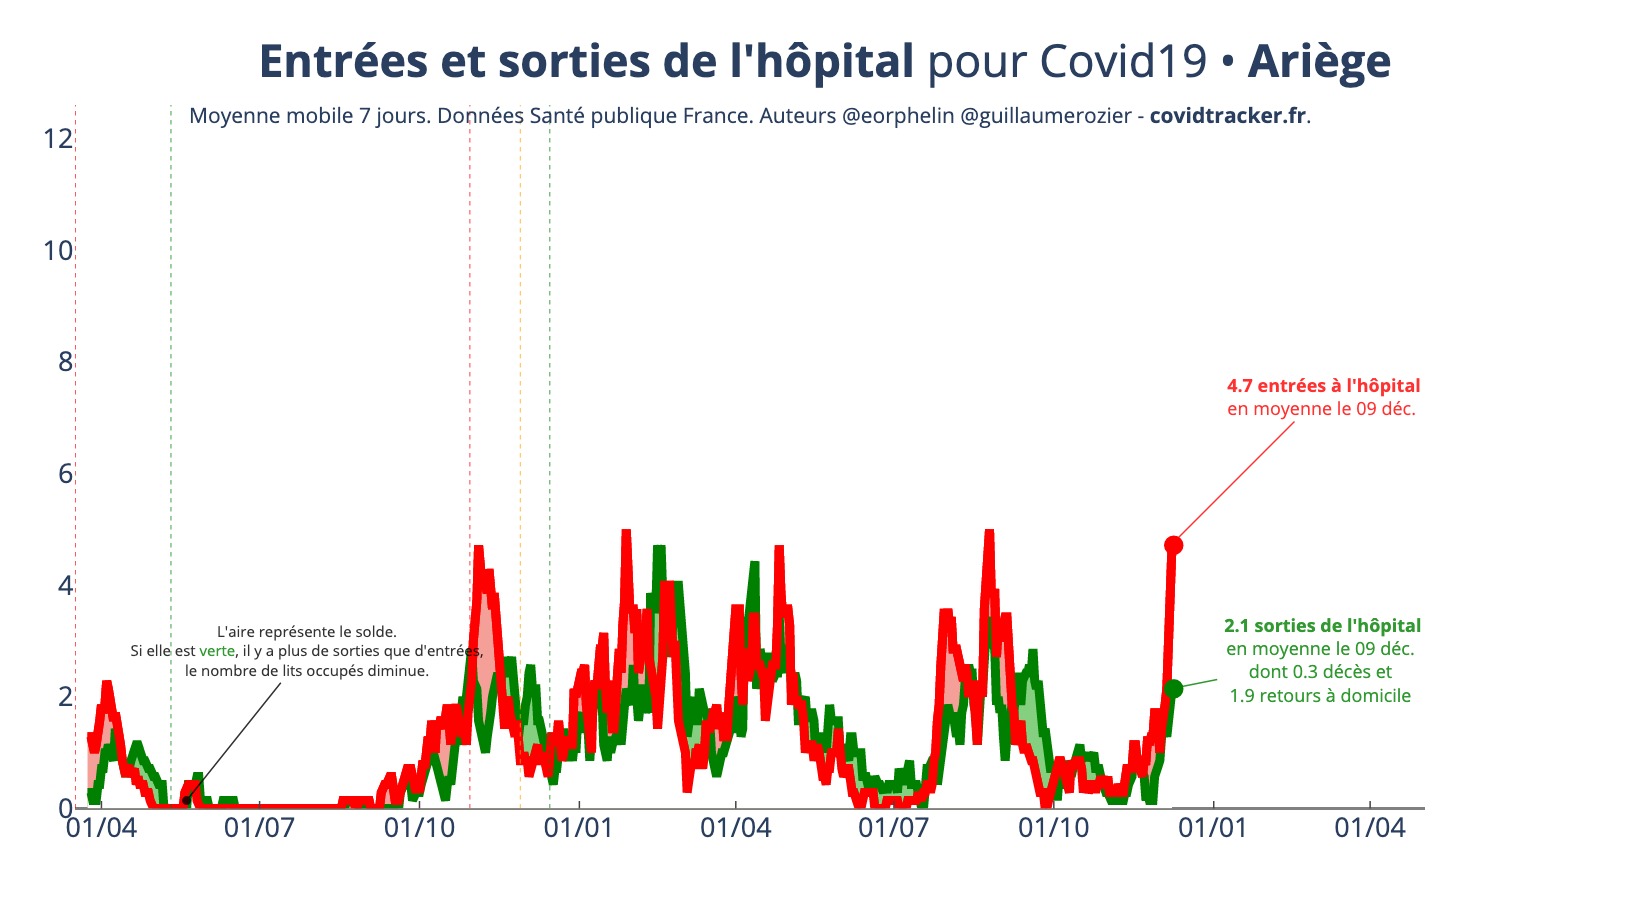 Entrées et sorties de l'hôpital pour Covid19 • Ariège
Moyenne mobile 7 jours. Données Santé publique France. Auteurs @eorphelin @guillaumerozier - covidtracker.fr.
12
10
8
6
4
2
0
4.7 entrées à l'hôpital
en moyenne le 09 déc.
2.1 sorties de l'hôpital
en moyenne le 09 déc.
dont 0.3 décès et
1.9 retours à domicile
L'aire représente le solde.
Si elle est verte, il y a plus de sorties que d'entrées,
le nombre de lits occupés diminue.
01/04 01/07 01/10 01/01 01/04 01/07 01/10 01/01 01/04